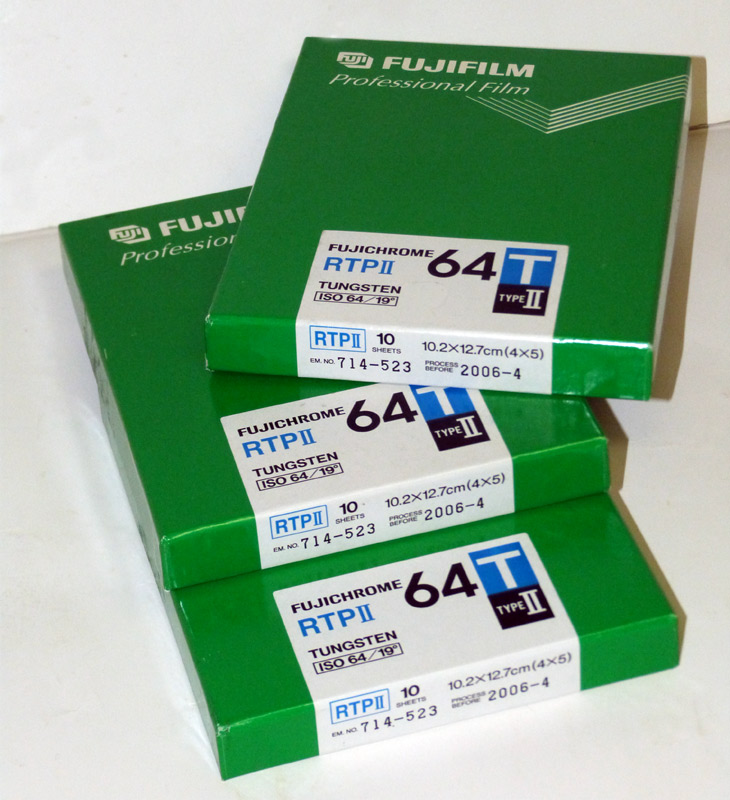 FUJI FUJIFILM
Professional Film
FUJICHROME 64 T
RTPII
TUNGSTEN
ISO 64/19°
TYPE II
RTPII 10 SHEETS 10.2×12.7cm(4×5)
EM. NO. 714-523 PROCESS BEFORE 2006-4
FUJI FUJIF
Professio
FUJICHROME 64 T
RTPII
TUNGSTEN
ISO 64/19°
TYPE II
RTPII 10 SHEETS 10.2×12.7cm(4×5)
EM. NO. 714-523 PROCESS BEFORE 2006-4
FUJICHROME 64 T
RTPII
TUNGSTEN
ISO 64/19°
TYPE II
RTPII 10 SHEETS 10.2×12.7cm(4×5)
EM. NO. 714-523 PROCESS BEFORE 2006-4